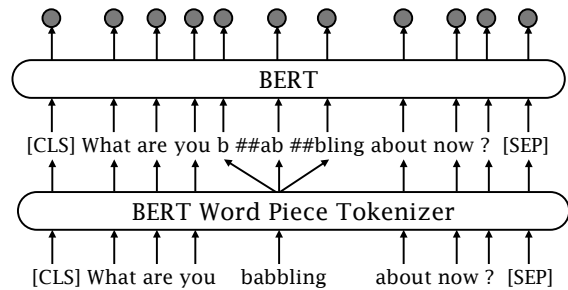 BERT
[CLS] What are you b ##ab ##bling about now ? [SEP]
BERT Word Piece Tokenizer
[CLS] What are you babbling about now ? [SEP]